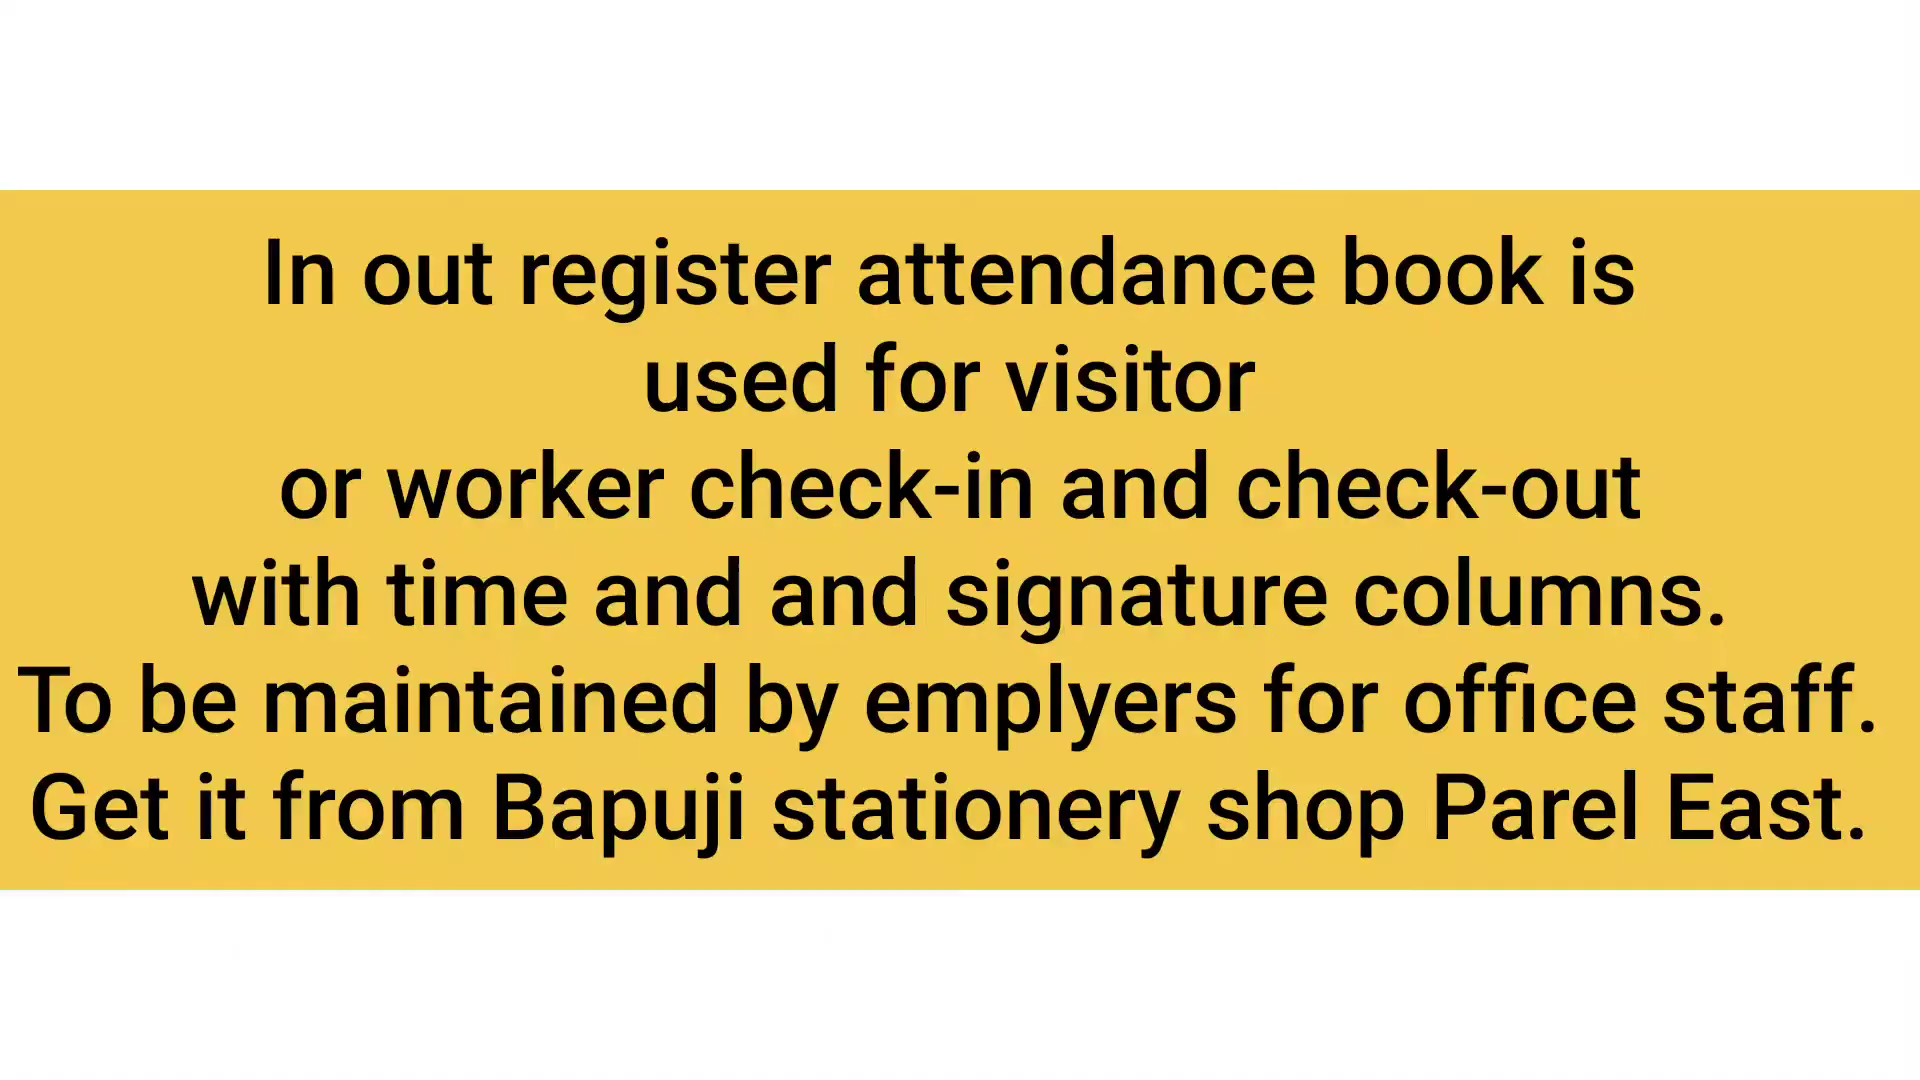 In out register attendance book is
used for visitor
or worker check-in and check-out
with time and and signature columns.
To be maintained by emplyers for office staff.
Get it from Bapuji stationery shop Parel East.